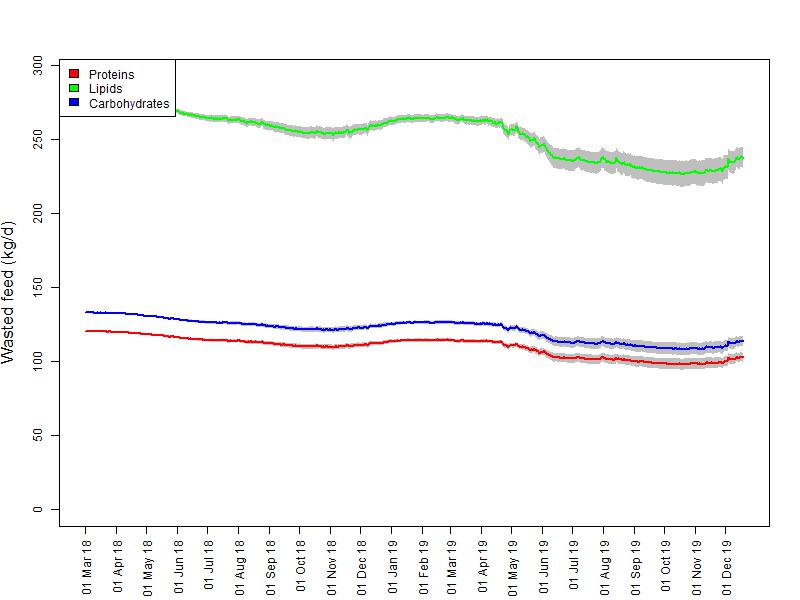 Proteins
Lipids
Carbohydrates
Wasted feed (kg/d)
300
250
200
150
100
50
0
01 Mar 18
01 Apr 18
01 May 18
01 Jun 18
01 Jul 18
01 Aug 18
01 Sep 18
01 Oct 18
01 Nov 18
01 Dec 18
01 Jan 19
01 Feb 19
01 Mar 19
01 Apr 19
01 May 19
01 Jun 19
01 Jul 19
01 Aug 19
01 Sep 19
01 Oct 19
01 Nov 19
01 Dec 19